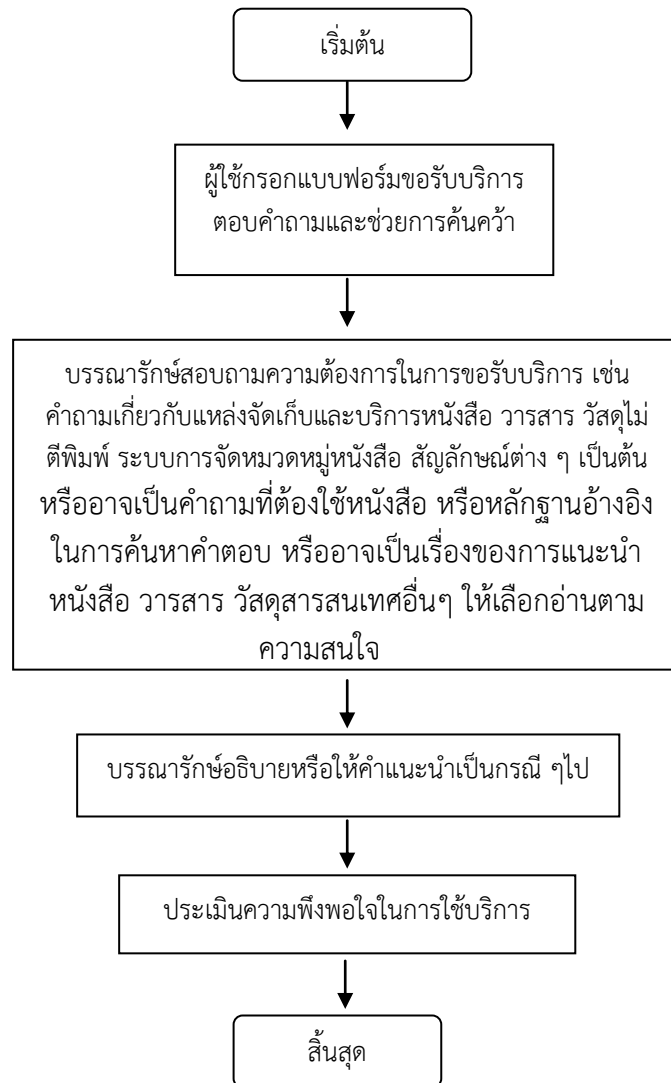 เริ่มต้น
ผู้ใช้กรอกแบบฟอร์มขอรับบริการ
ตอบคำถามและช่วยการค้นคว้า
บรรณารักษ์สอบถามความต้องการในการขอรับบริการ เช่น
คำถามเกี่ยวกับแหล่งจัดเก็บและบริการหนังสือ วารสาร วัสดุไม่
ตีพิมพ์ ระบบการจัดหมวดหมู่หนังสือ สัญลักษณ์ต่าง ๆ เป็นต้น
หรืออาจเป็นคำถามที่ต้องใช้หนังสือ หรือหลักฐานอ้างอิง
ในการค้นหาคำตอบ หรืออาจเป็นเรื่องของการแนะนำ
หนังสือ วารสาร วัสดุสารสนเทศอื่นๆ ให้เลือกอ่านตาม
ความสนใจ
บรรณารักษ์อธิบายหรือให้คำแนะนำเป็นกรณี ๆไป
ประเมินความพึงพอใจในการใช้บริการ
สิ้นสุด